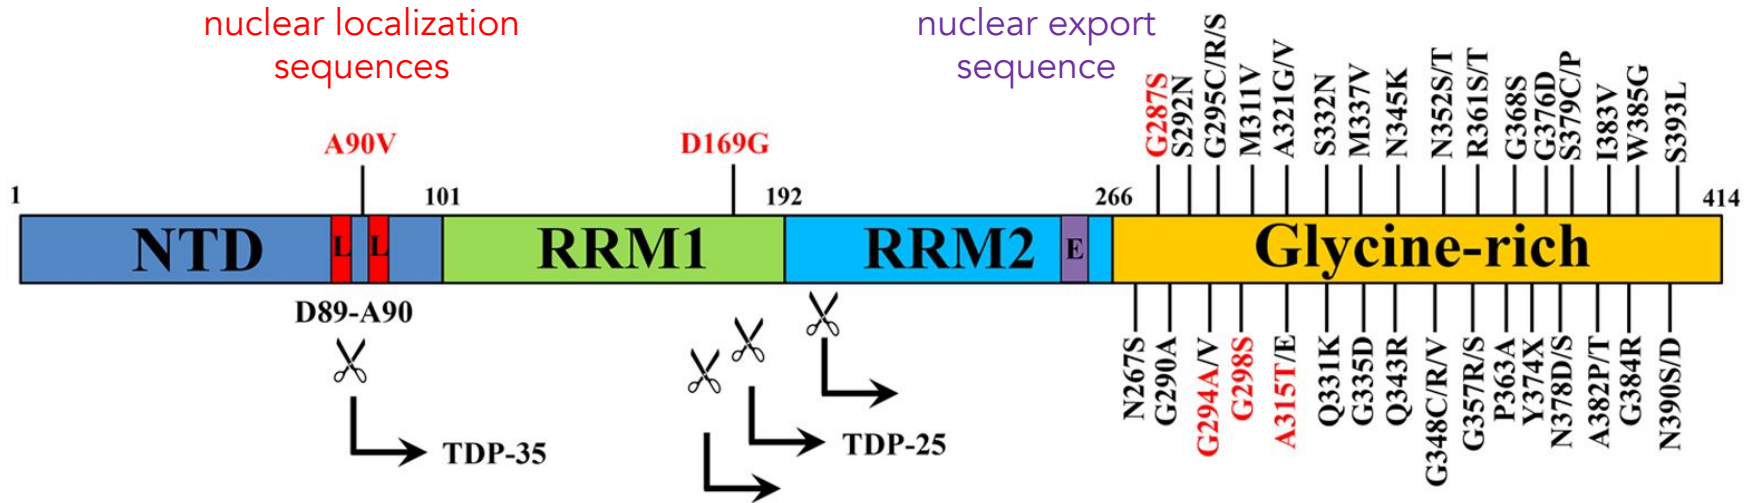 nuclear localization
sequences
nuclear export
sequence
A90V
D169G
G287S
S292N
G295C/R/S
M311V
A321G/V
S332N
M337V
N345K
N352S/T
R361S/T
G368S
G376D
S379C/P
I383V
W385G
S393L
1
101
192
266
414
NTD
L
L
RRM1
RRM2
E
Glycine-rich
D89-A90
TDP-35
TDP-25
N267S
G290A
G294A/V
G298S
A315T/E
Q331K
G335D
Q343R
G348C/R/V
G357R/S
P363A
Y374X
N378D/S
A382P/T
G384R
N390S/D